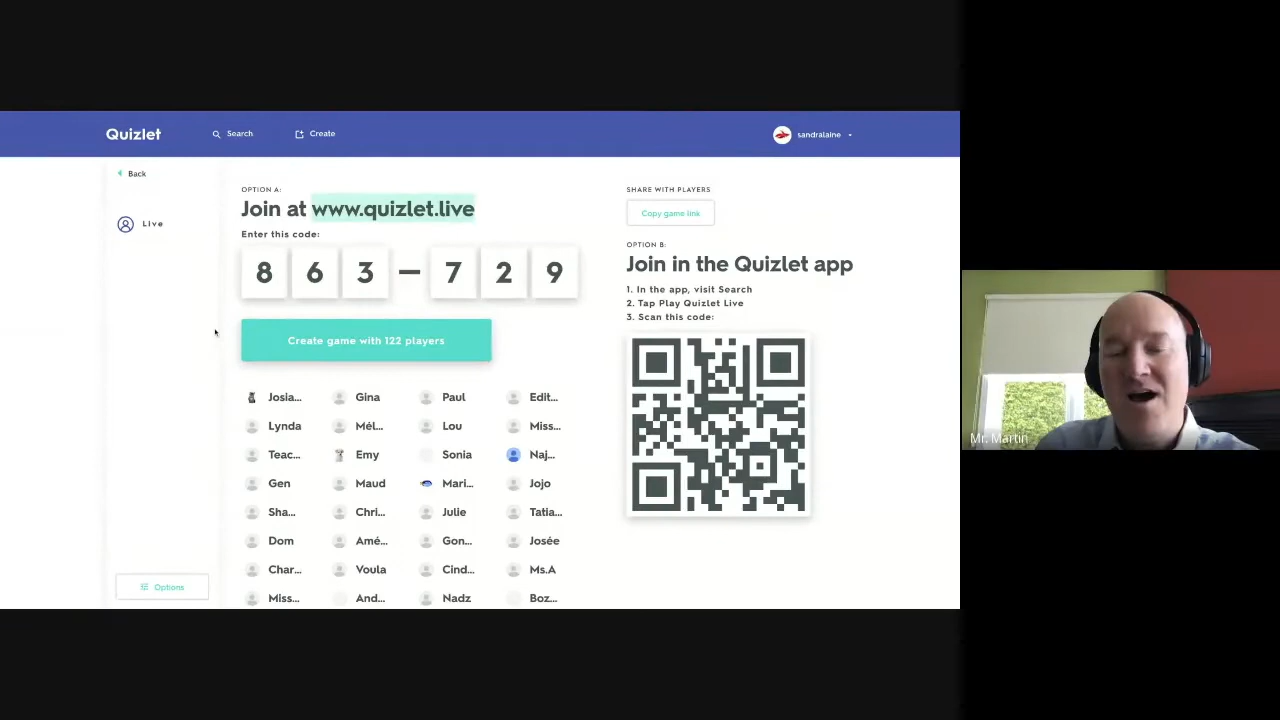 Quizlet
Search
Create
sandralaine
Back
Live
Options
OPTION A:
Join at www.quizlet.live
Enter this code:
8 6 3 — 7 2 9
Create game with 122 players
Josia... Gina Paul Edit...
Lynda Mél... Lou Miss...
Teac... Emy Sonia Naj...
Gen Maud Mari... Jojo
Sha... Chri... Julie Tatia...
Dom Amé... Gon... Josée
Char... Voula Cind... Ms.A
Miss... And... Nadz Boz...
SHARE WITH PLAYERS
Copy game link
OPTION B:
Join in the Quizlet app
1. In the app, visit Search
2. Tap Play Quizlet Live
3. Scan this code:
Mr. Martin